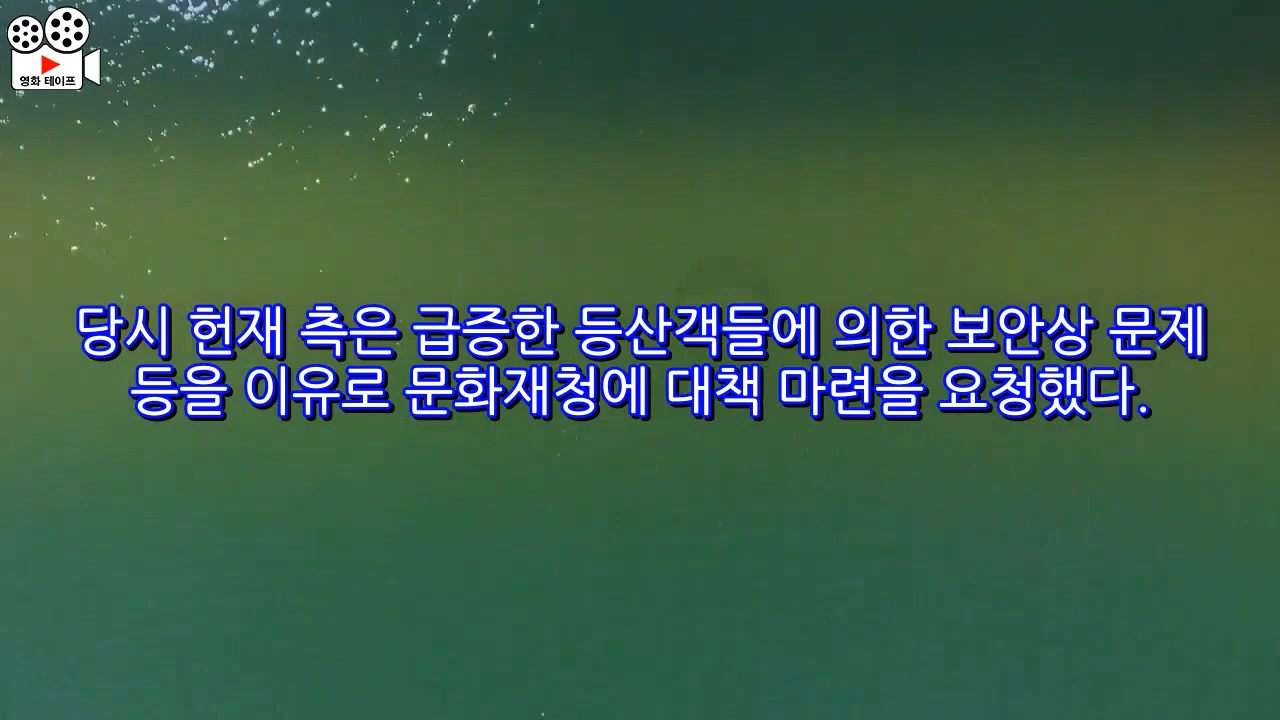 영화 테이프
당시 헌재 측은 급증한 등산객들에 의한 보안상 문제
등을 이유로 문화재청에 대책 마련을 요청했다.